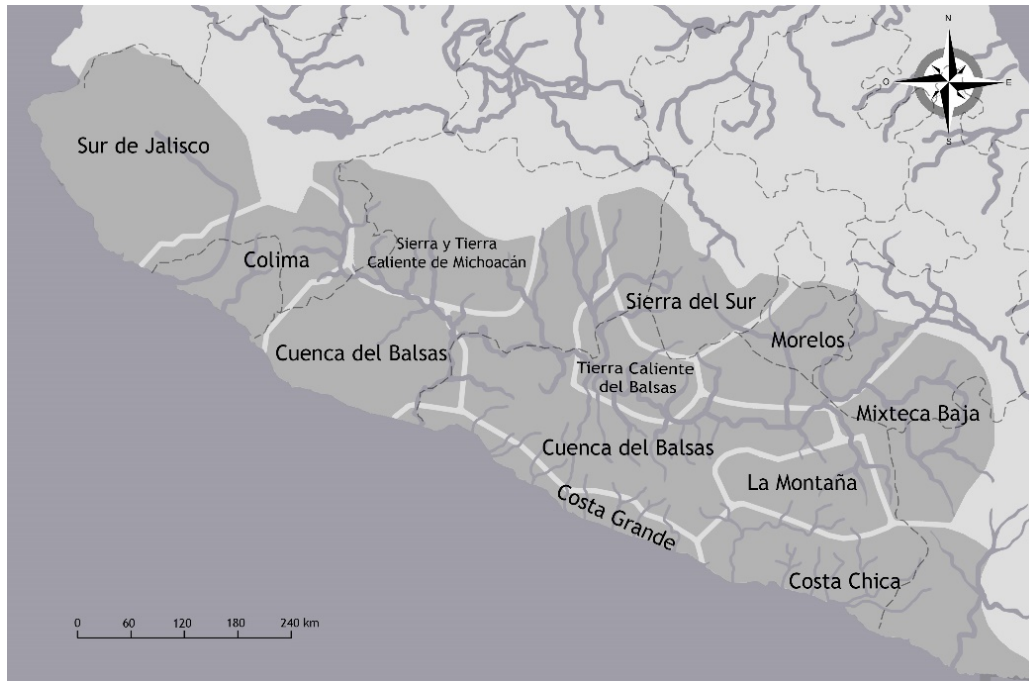 N
O
E
S
Sur de Jalisco
Colima
Sierra y Tierra
Caliente de Michoacán
Sierra del Sur
Morelos
Cuenca del Balsas
Tierra Caliente
del Balsas
Mixteca Baja
Cuenca del Balsas
La Montaña
Costa Grande
Costa Chica
0 60 120 180 240 km